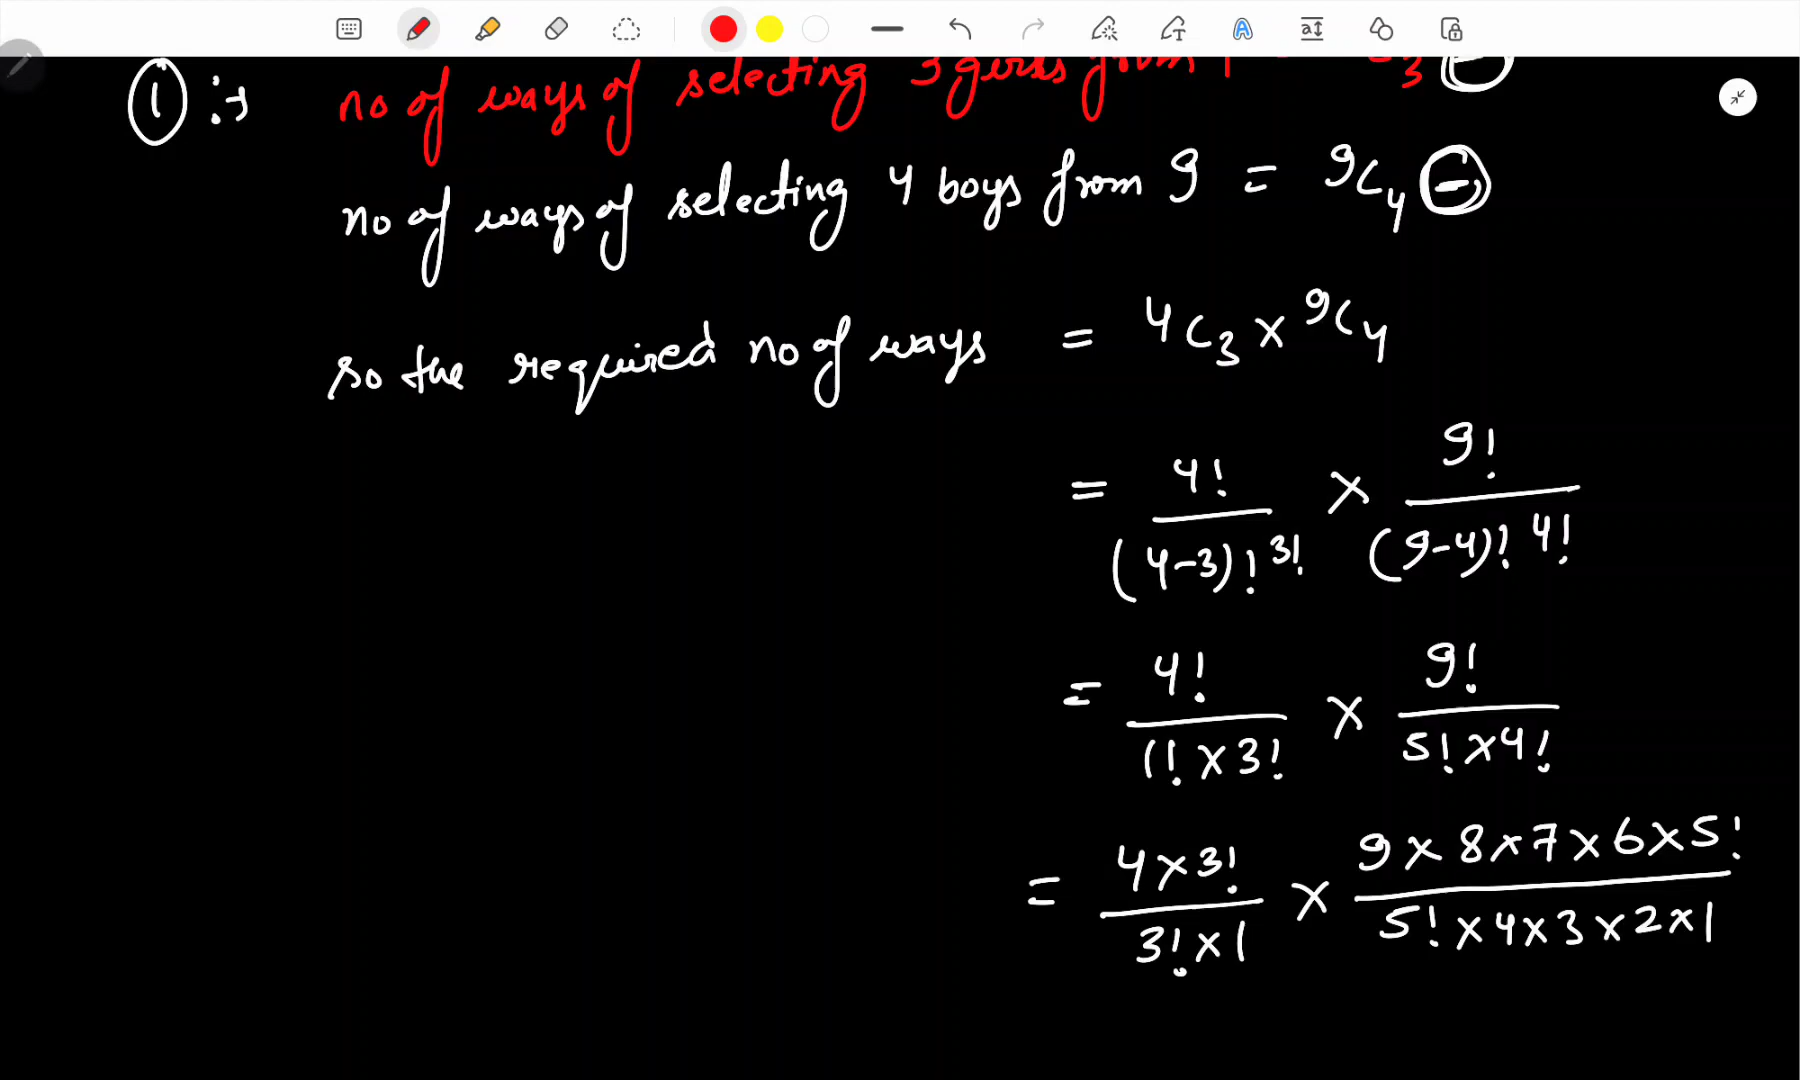 ① :→ no of ways of selecting 3 girls from
no of ways of selecting 4 boys from 9 = ⁹C₄ ⊖
so the required no of ways = ⁴C₃ × ⁹C₄
= 4! / (4-3)! 3! × 9! / (9-4)! 4!
= 4! / 1! × 3! × 9! / 5! × 4!
= 4 × 3! / 3! × 1 × 9 × 8 × 7 × 6 × 5! / 5! × 4 × 3 × 2 × 1